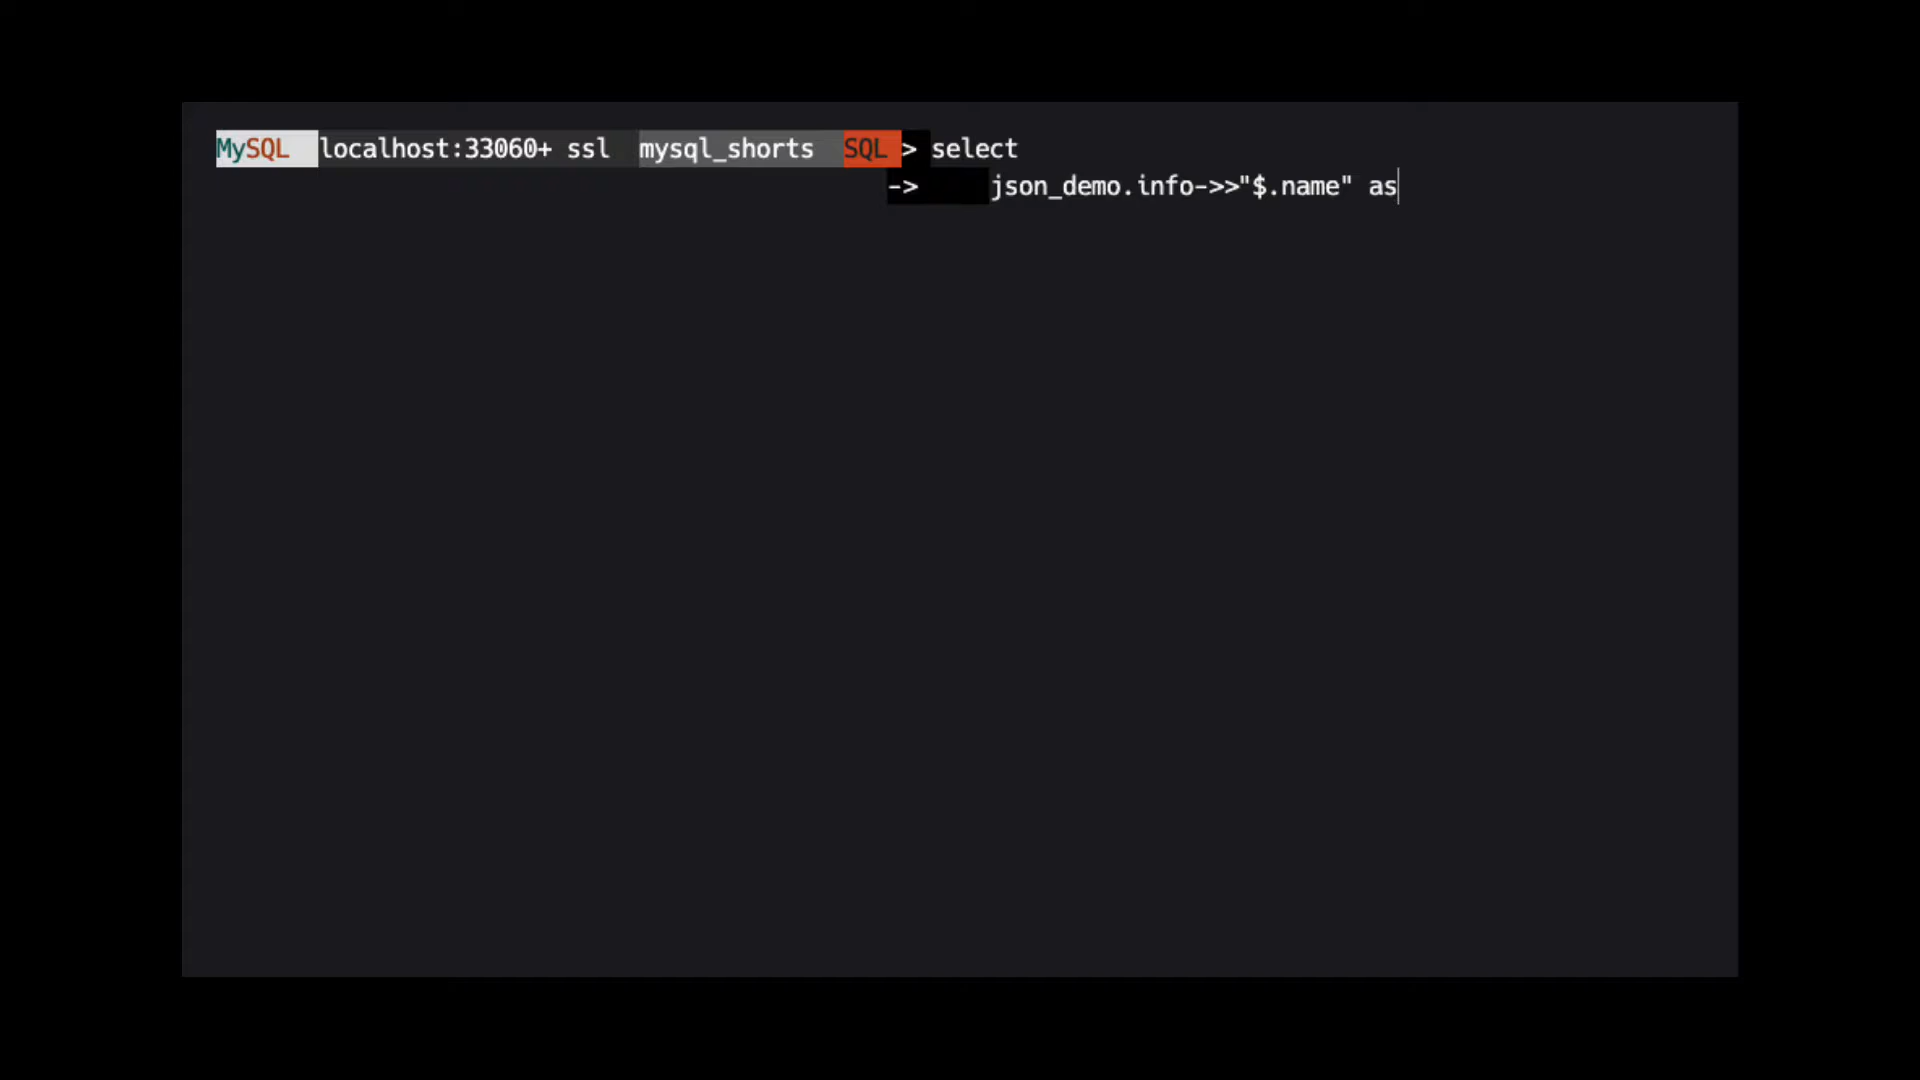 MySQL localhost:33060+ ssl mysql_shorts SQL > select
-> json_demo.info->>"$.name" as